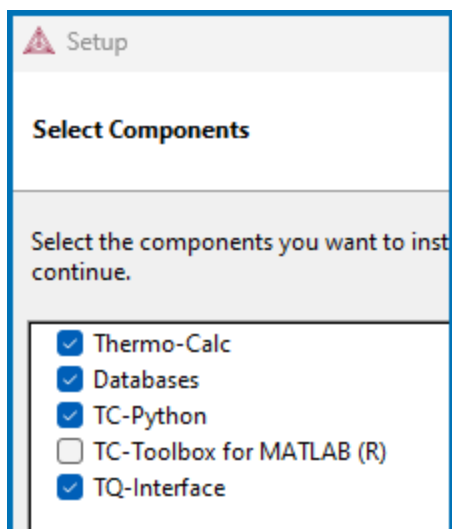 Setup
Select Components
Select the components you want to inst
continue.
Thermo-Calc
Databases
TC-Python
TC-Toolbox for MATLAB (R)
TQ-Interface